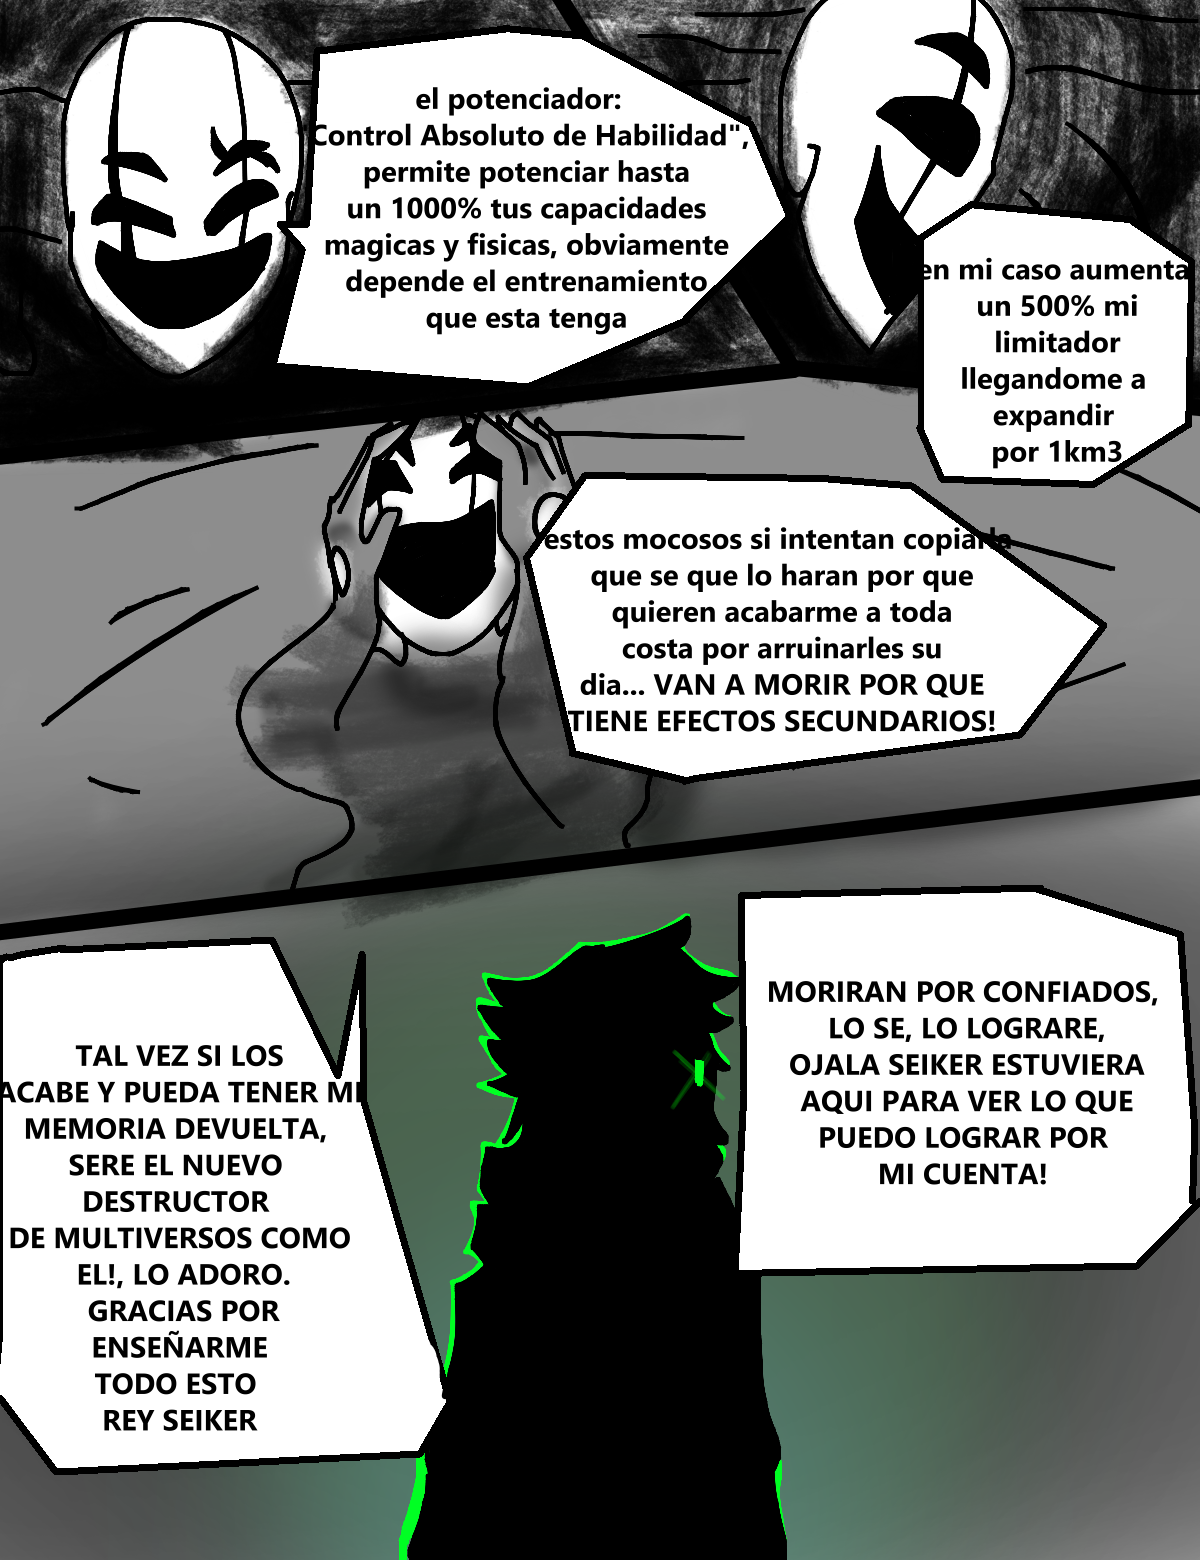 el potenciador:
"Control Absoluto de Habilidad",
permite potenciar hasta
un 1000% tus capacidades
magicas y fisicas, obviamente
depende el entrenamiento
que esta tenga
en mi caso aumenta
un 500% mi
limitador
llegandome a
expandir
por 1km3
estos mocosos si intentan copiarla
que se que lo haran por que
quieren acabarme a toda
costa por arruinarles su
dia... VAN A MORIR POR QUE
TIENE EFECTOS SECUNDARIOS!
MORIRAN POR CONFIADOS,
LO SE, LO LOGRARE,
OJALA SEIKER ESTUVIERA
AQUI PARA VER LO QUE
PUEDO LOGRAR POR
MI CUENTA!
TAL VEZ SI LOS
ACABE Y PUEDA TENER MI
MEMORIA DEVUELTA,
SERE EL NUEVO
DESTRUCTOR
DE MULTIVERSOS COMO
EL!, LO ADORO.
GRACIAS POR
ENSEÑARME
TODO ESTO
REY SEIKER